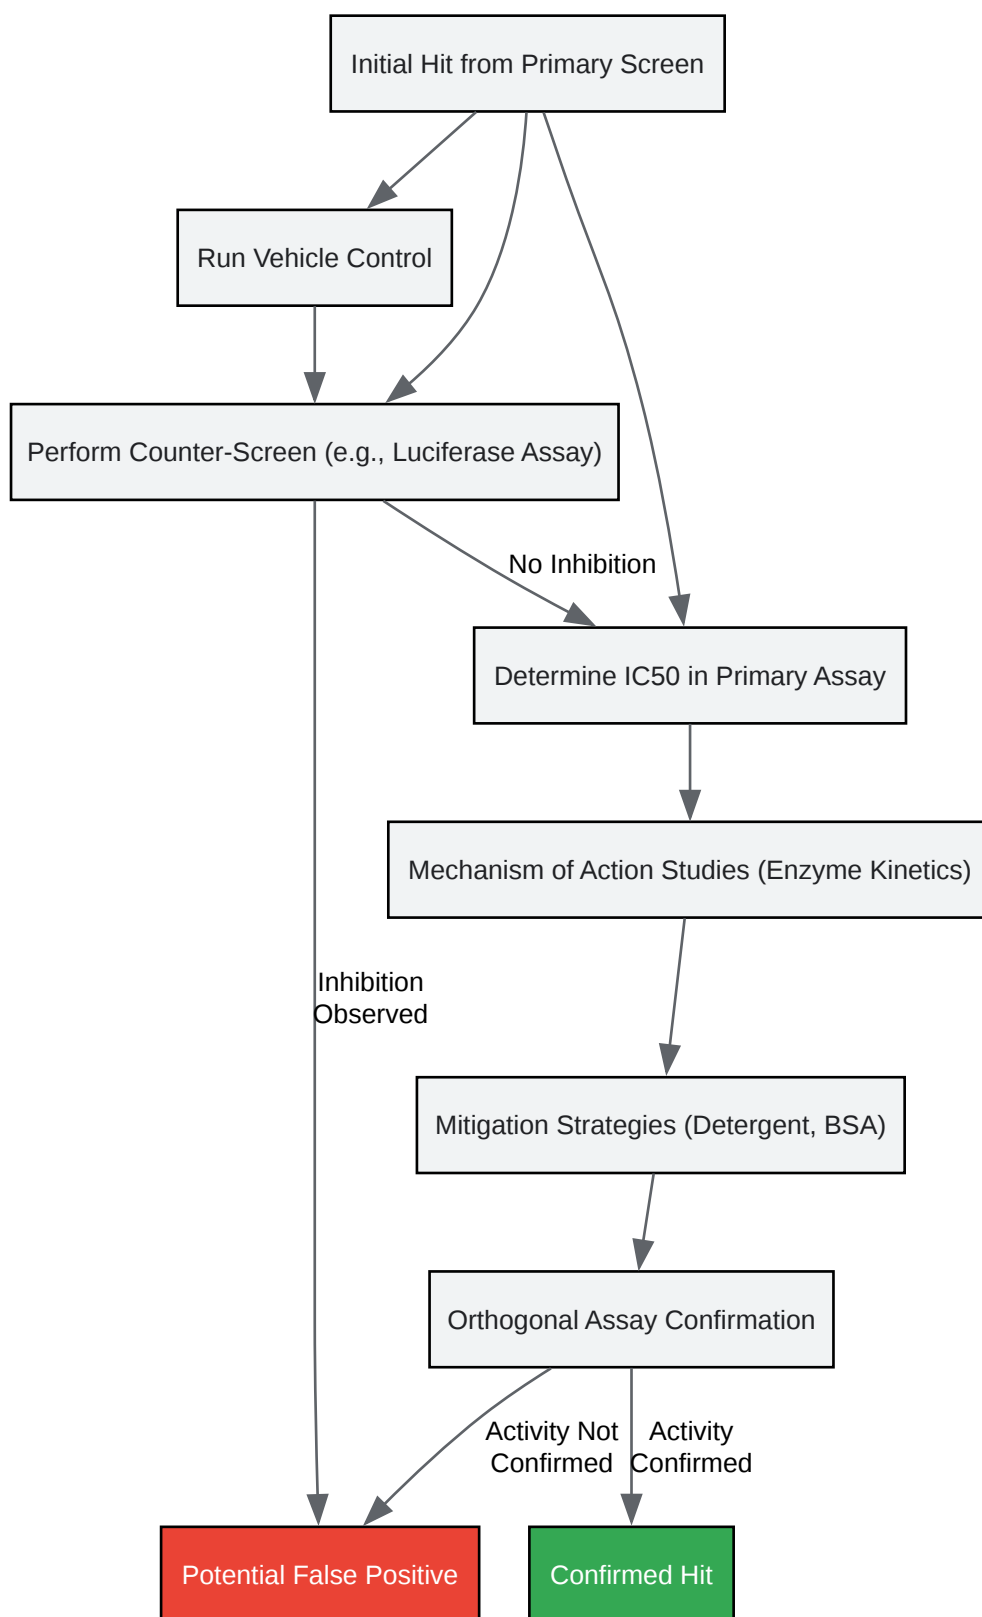 Initial Hit from Primary Screen
Run Vehicle Control
Perform Counter-Screen (e.g., Luciferase Assay)
No Inhibition
Determine IC50 in Primary Assay
Mechanism of Action Studies (Enzyme Kinetics)
Inhibition
Observed
Mitigation Strategies (Detergent, BSA)
Orthogonal Assay Confirmation
Activity Not
Confirmed
Activity
Confirmed
Potential False Positive
Confirmed Hit